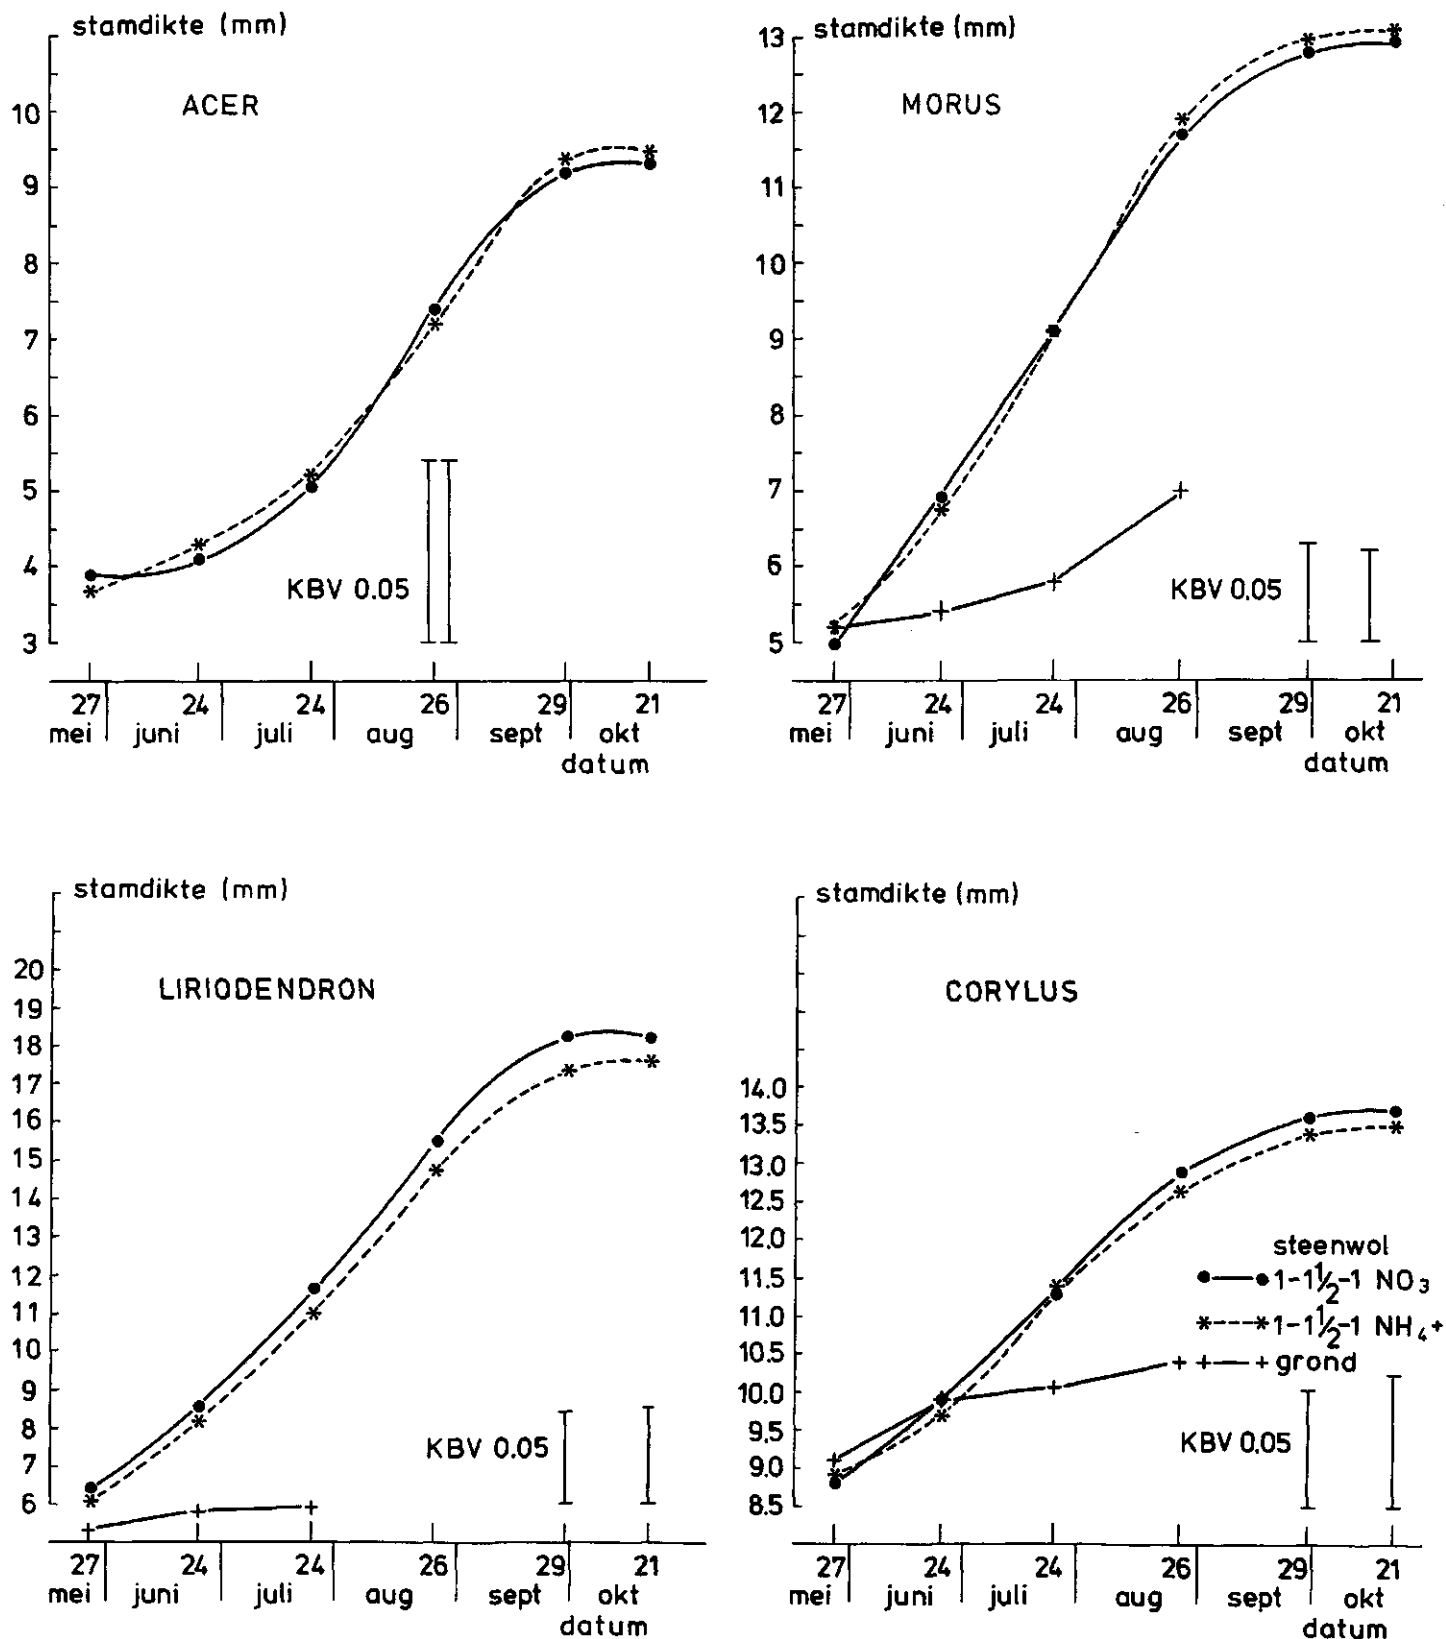 stamdikte (mm)
ACER
10
9
8
7
6
5
4
3
KBV 0.05
27 24 24 26 29 21
mei juni juli aug sept okt
datum
stamdikte (mm)
MORUS
13
12
11
10
9
8
7
6
5
KBV 0.05
27 24 24 26 29 21
mei juni juli aug sept okt
datum
stamdikte (mm)
LIRIODENDRON
20
19
18
17
16
15
14
13
12
11
10
9
8
7
6
KBV 0.05
27 24 24 26 29 21
mei juni juli aug sept okt
datum
stamdikte (mm)
CORYLUS
14.0
13.5
13.0
12.5
12.0
11.5
11.0
10.5
10.0
9.5
9.0
8.5
steenwol
1-1½-1 NO₃
1-1½-1 NH₄+
grond
KBV 0.05
27 24 24 26 29 21
mei juni juli aug sept okt
datum